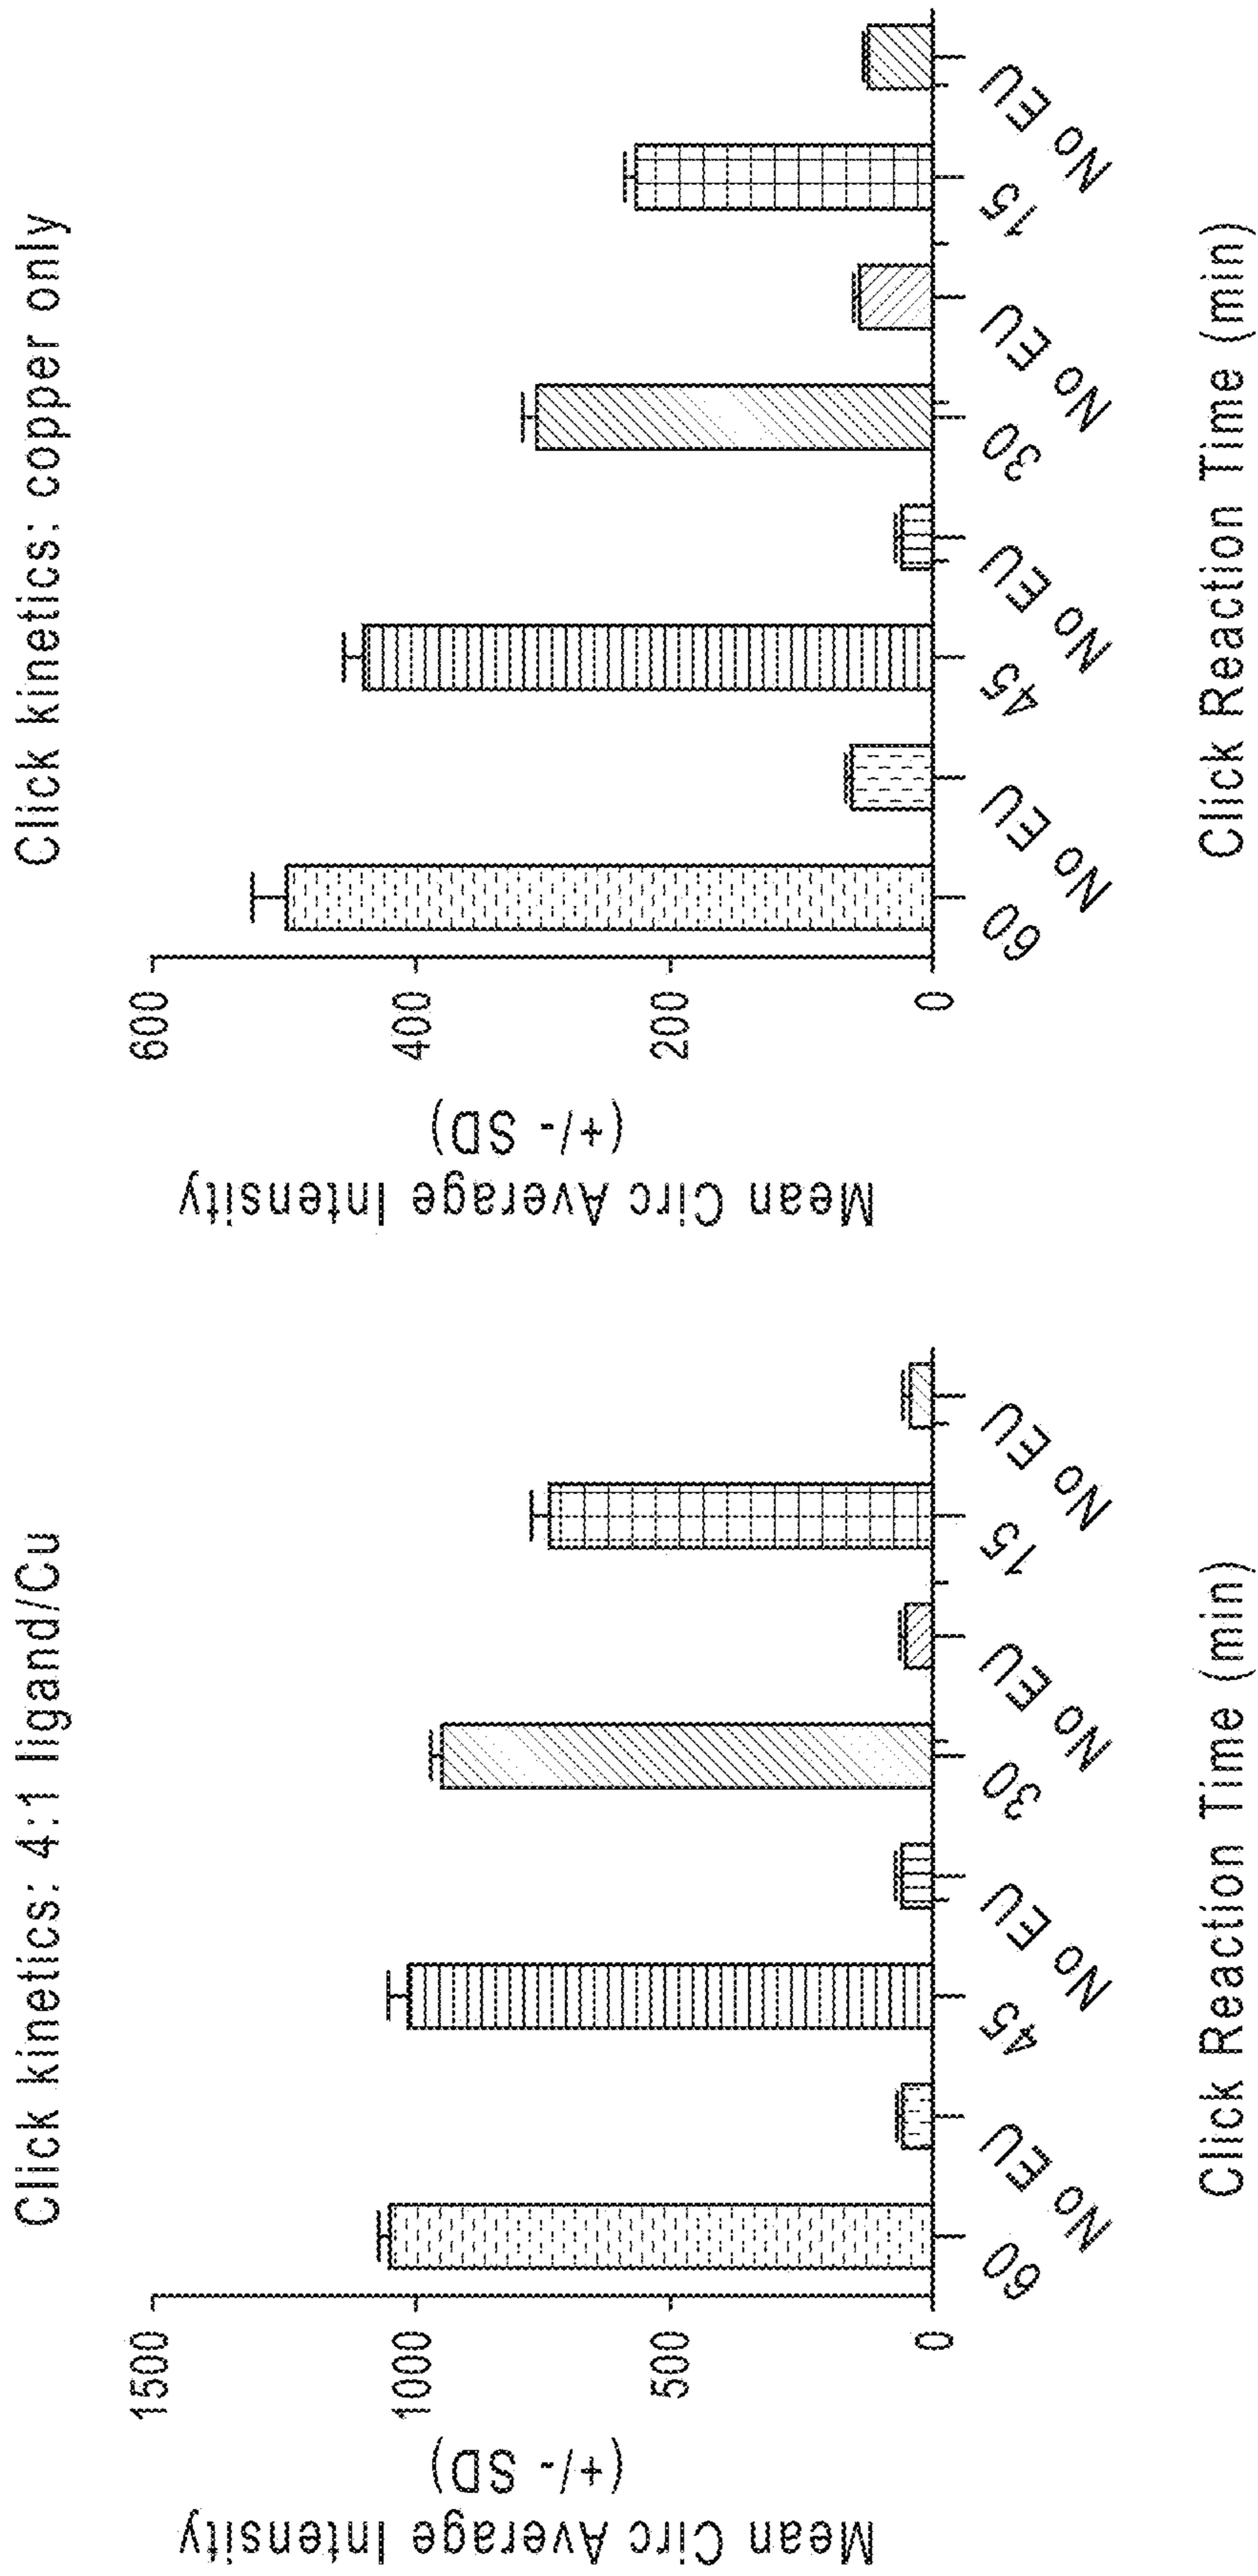 Click kinetics: 4:1 ligand/Cu
Mean Circ Average Intensity
(+/- SD)
1500
1000
500
0
60
No EU
45
No EU
30
No EU
15
No EU
Click Reaction Time (min)
Click kinetics: copper only
Mean Circ Average Intensity
(+/- SD)
600
400
200
0
60
No EU
45
No EU
30
No EU
15
No EU
Click Reaction Time (min)